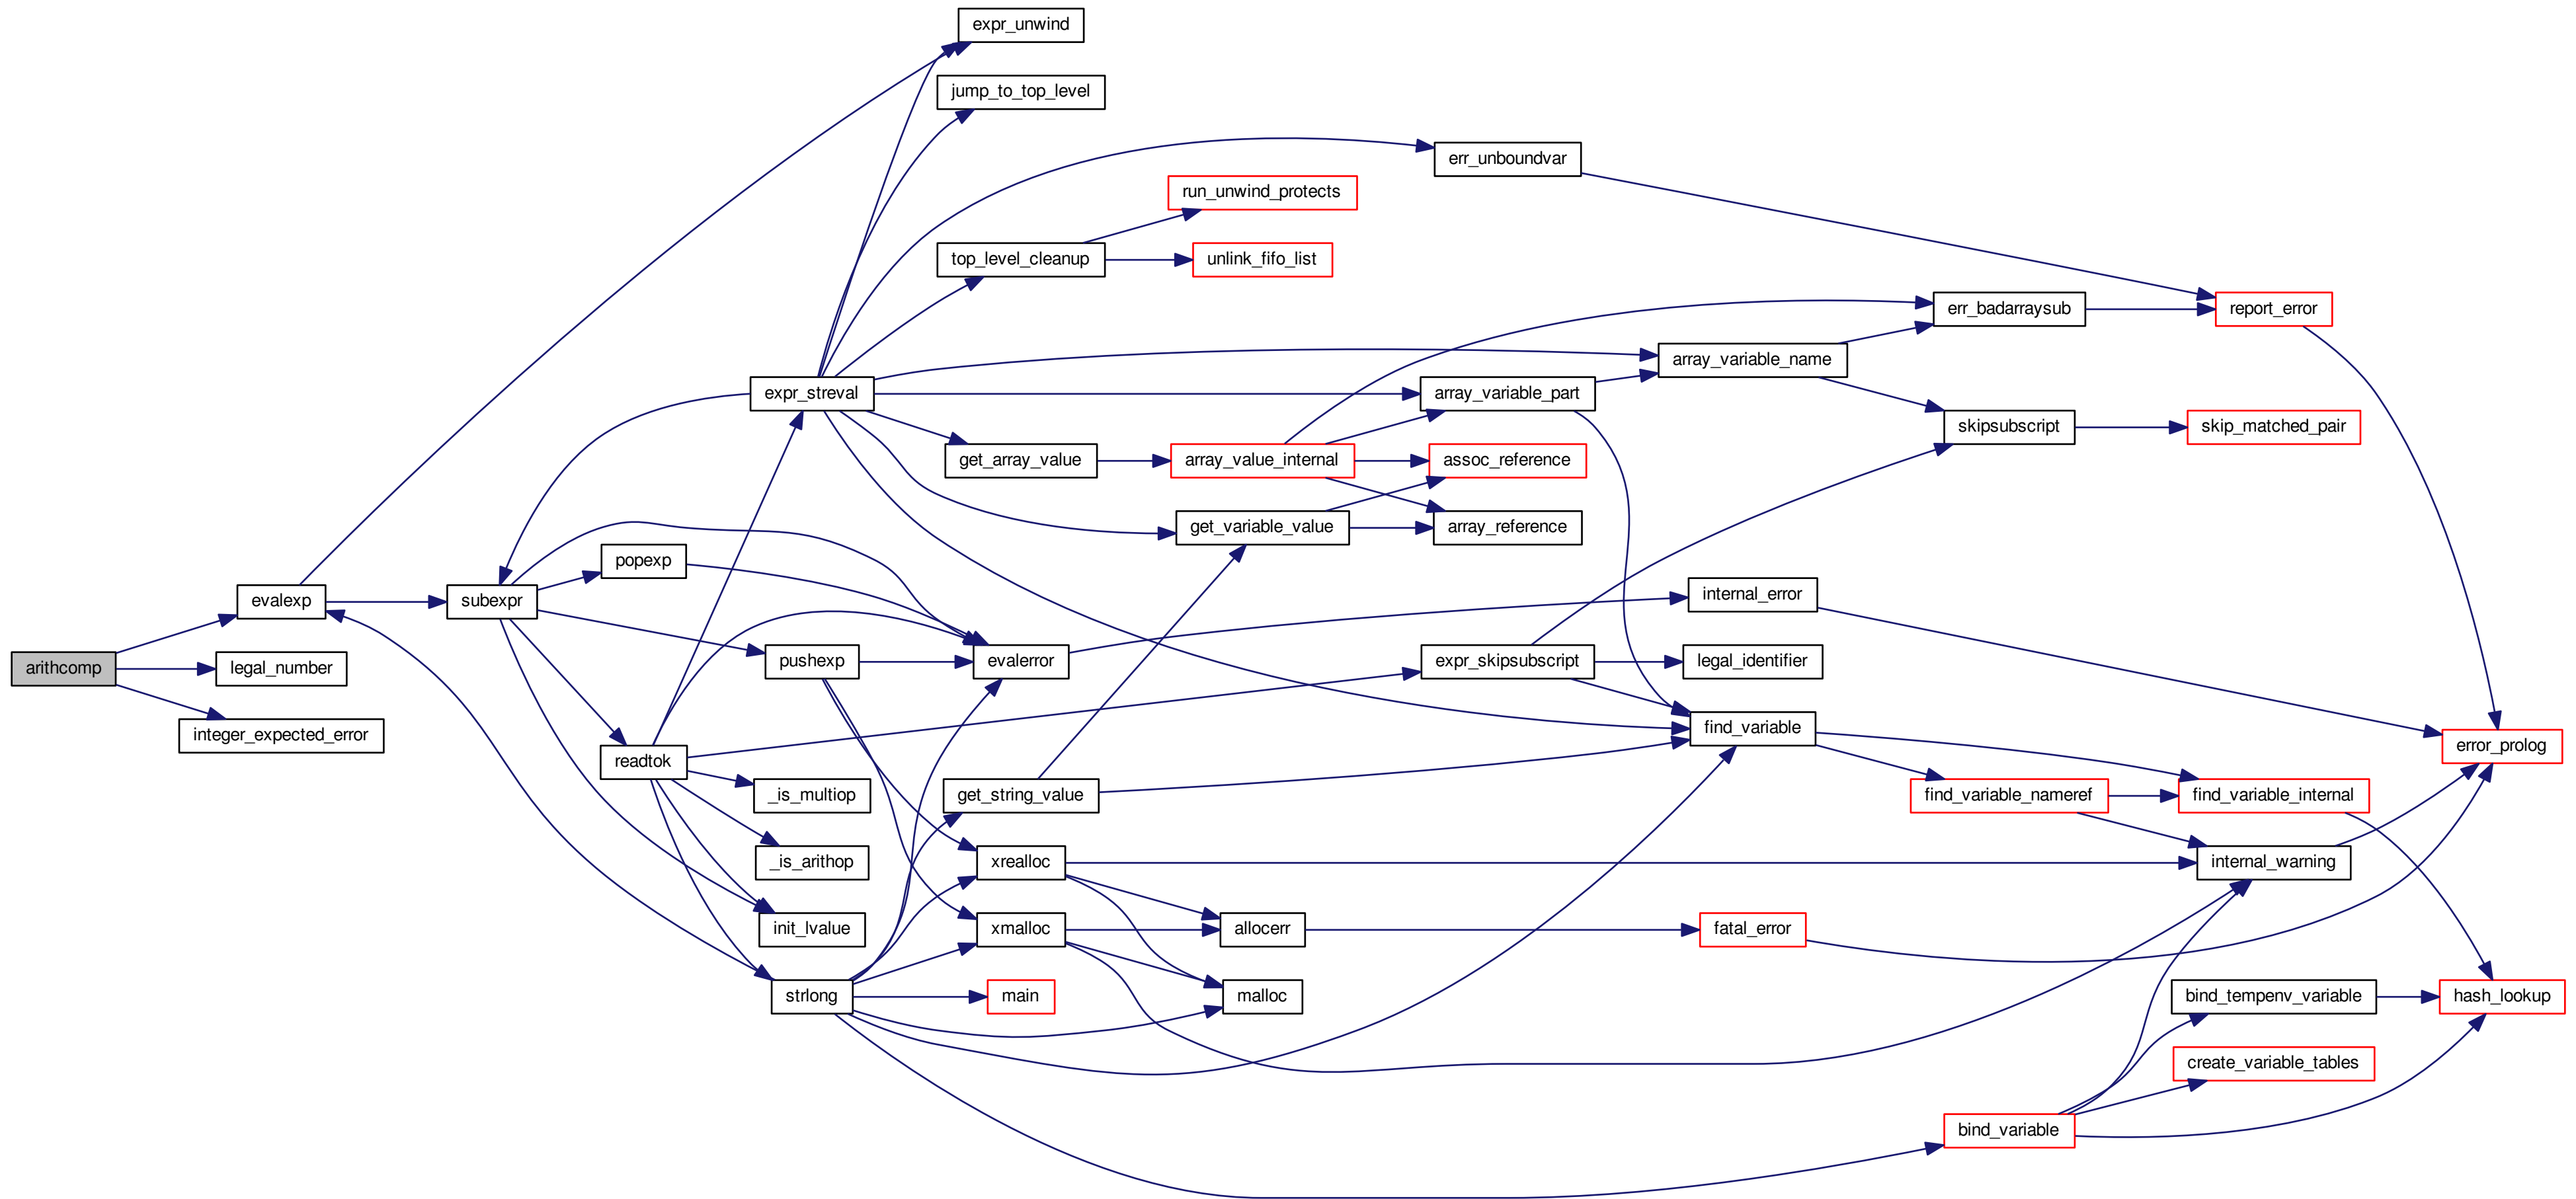 expr_unwind
jump_to_top_level
err_unboundvar
run_unwind_protects
top_level_cleanup
unlink_fifo_list
err_badarraysub
report_error
array_variable_name
expr_streval
array_variable_part
skipsubscript
skip_matched_pair
get_array_value
array_value_internal
assoc_reference
get_variable_value
array_reference
popexp
evalexp
subexpr
internal_error
arithcomp
legal_number
pushexp
evalerror
expr_skipsubscript
legal_identifier
integer_expected_error
find_variable
error_prolog
readtok
_is_multiop
get_string_value
find_variable_nameref
find_variable_internal
_is_arithop
xrealloc
internal_warning
init_lvalue
xmalloc
allocerr
fatal_error
strlong
main
malloc
bind_tempenv_variable
hash_lookup
create_variable_tables
bind_variable